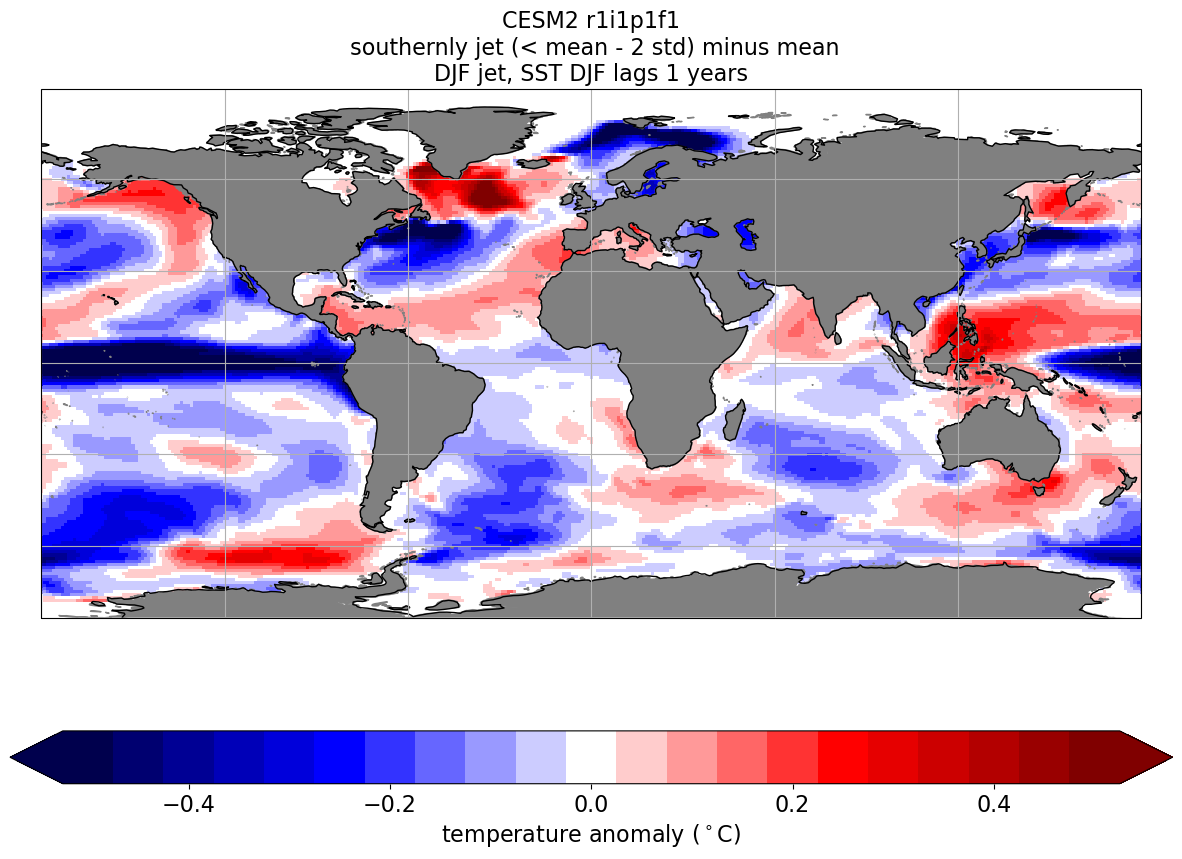 CESM2 r1i1p1f1
southernly jet (< mean - 2 std) minus mean
DJF jet, SST DJF lags 1 years
−0.4 −0.2 0.0 0.2 0.4
temperature anomaly (°C)